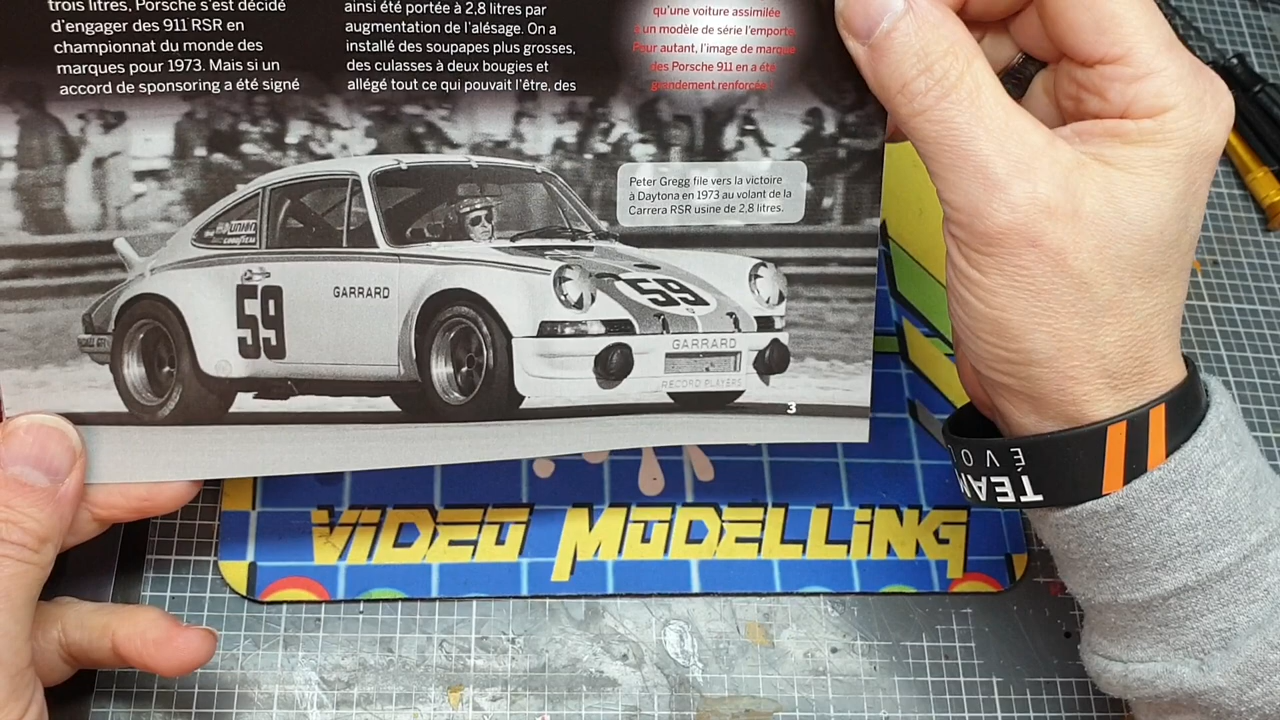 trois litres, Porsche s'est décidé
d'engager des 911 RSR en
championnat du monde des
marques pour 1973. Mais si un
accord de sponsoring a été signé
ainsi été portée à 2,8 litres par
augmentation de l'alésage. On a
installé des soupapes plus grosses,
des culasses à deux bougies et
allégé tout ce qui pouvait l'être, des
qu'une voiture assimilée
à un modèle de série l'emporte.
Pour autant, l'image de marque
des Porsche 911 en a été
grandement renforcée.
Peter Gregg file vers la victoire
à Daytona en 1973 au volant de la
Carrera RSR usine de 2,8 litres.
UNION
GOODYEAR
59
GARRARD
59
GARRARD
RECORD PLAYERS
3
VIDEO MODELLING
TEAM
ÉVO